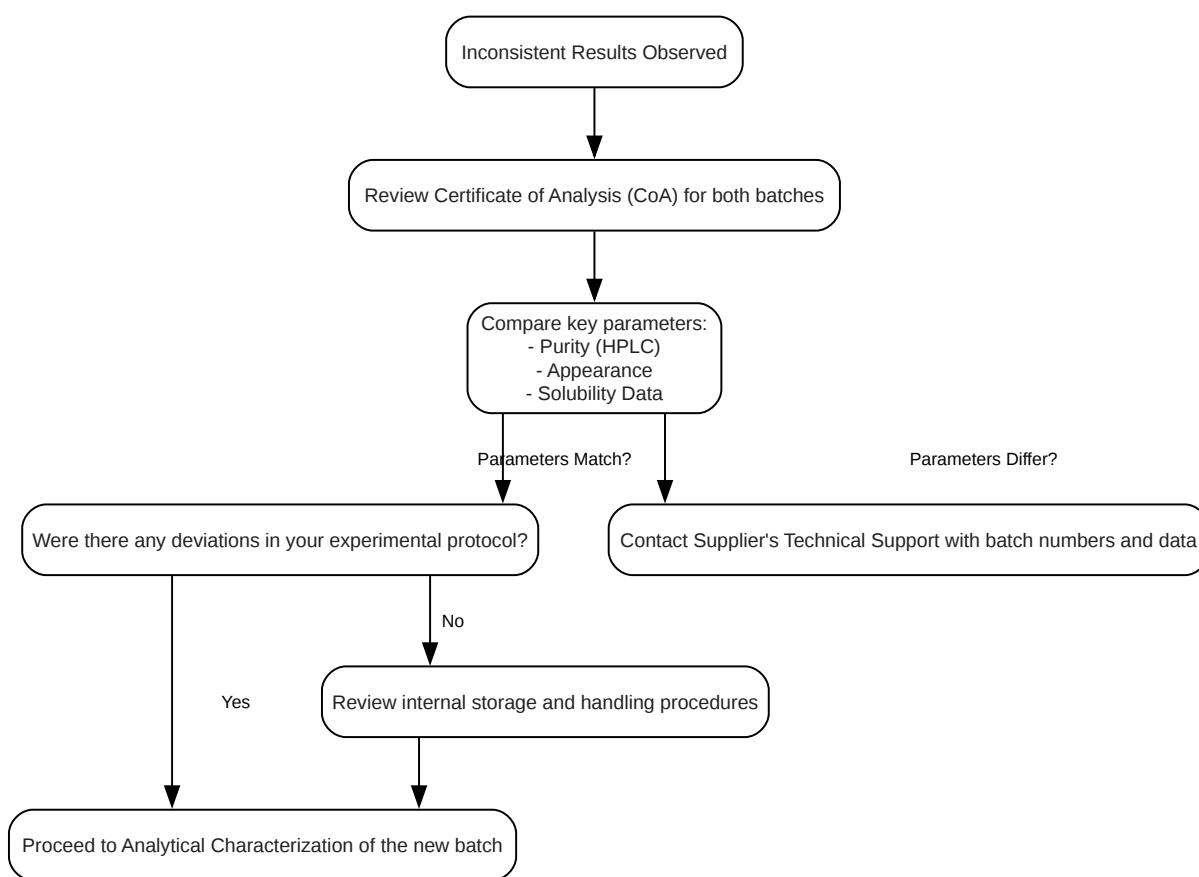 Inconsistent Results Observed
Review Certificate of Analysis (CoA) for both batches
Compare key parameters:
- Purity (HPLC)
- Appearance
- Solubility Data
Parameters Match?
Parameters Differ?
Were there any deviations in your experimental protocol?
Contact Supplier's Technical Support with batch numbers and data
No
Yes
Review internal storage and handling procedures
Proceed to Analytical Characterization of the new batch